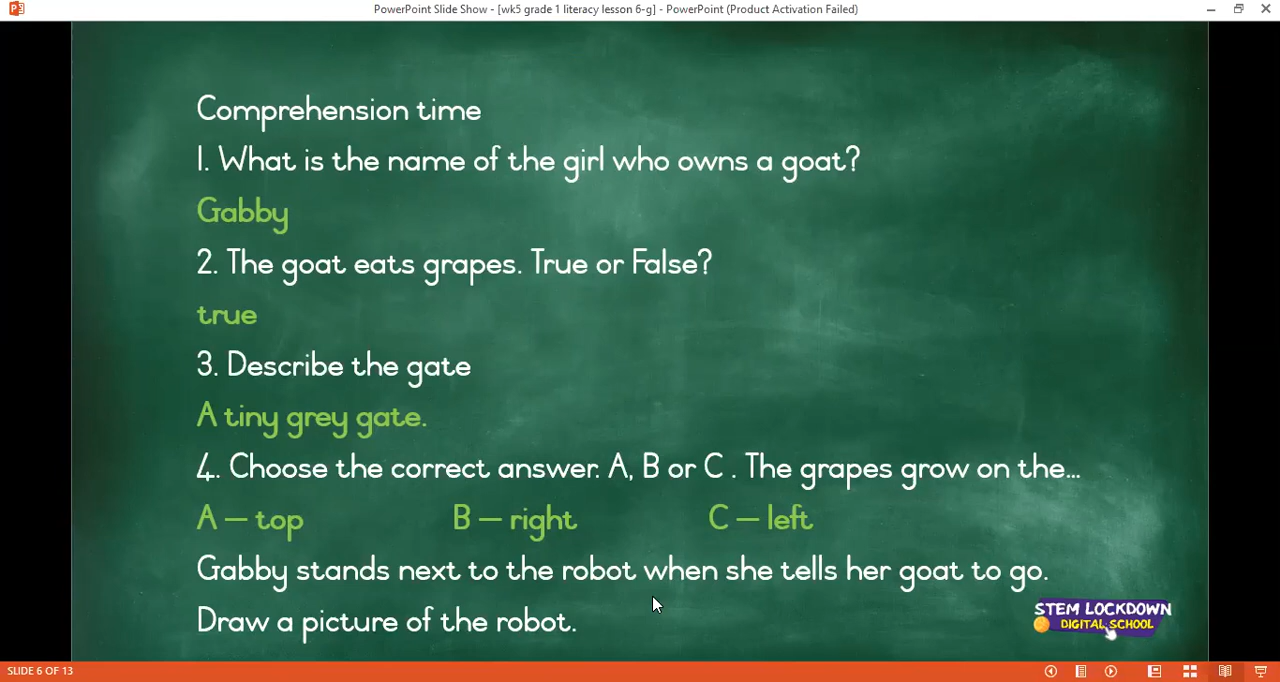 PowerPoint Slide Show - [wk5 grade 1 literacy lesson 6-g] - PowerPoint (Product Activation Failed)
Comprehension time
1. What is the name of the girl who owns a goat?
Gabby
2. The goat eats grapes. True or False?
true
3. Describe the gate
A tiny grey gate.
4. Choose the correct answer. A, B or C . The grapes grow on the...
A – top B – right C – left
Gabby stands next to the robot when she tells her goat to go.
Draw a picture of the robot.
STEM LOCKDOWN
DIGITAL SCHOOL
SLIDE 6 OF 13